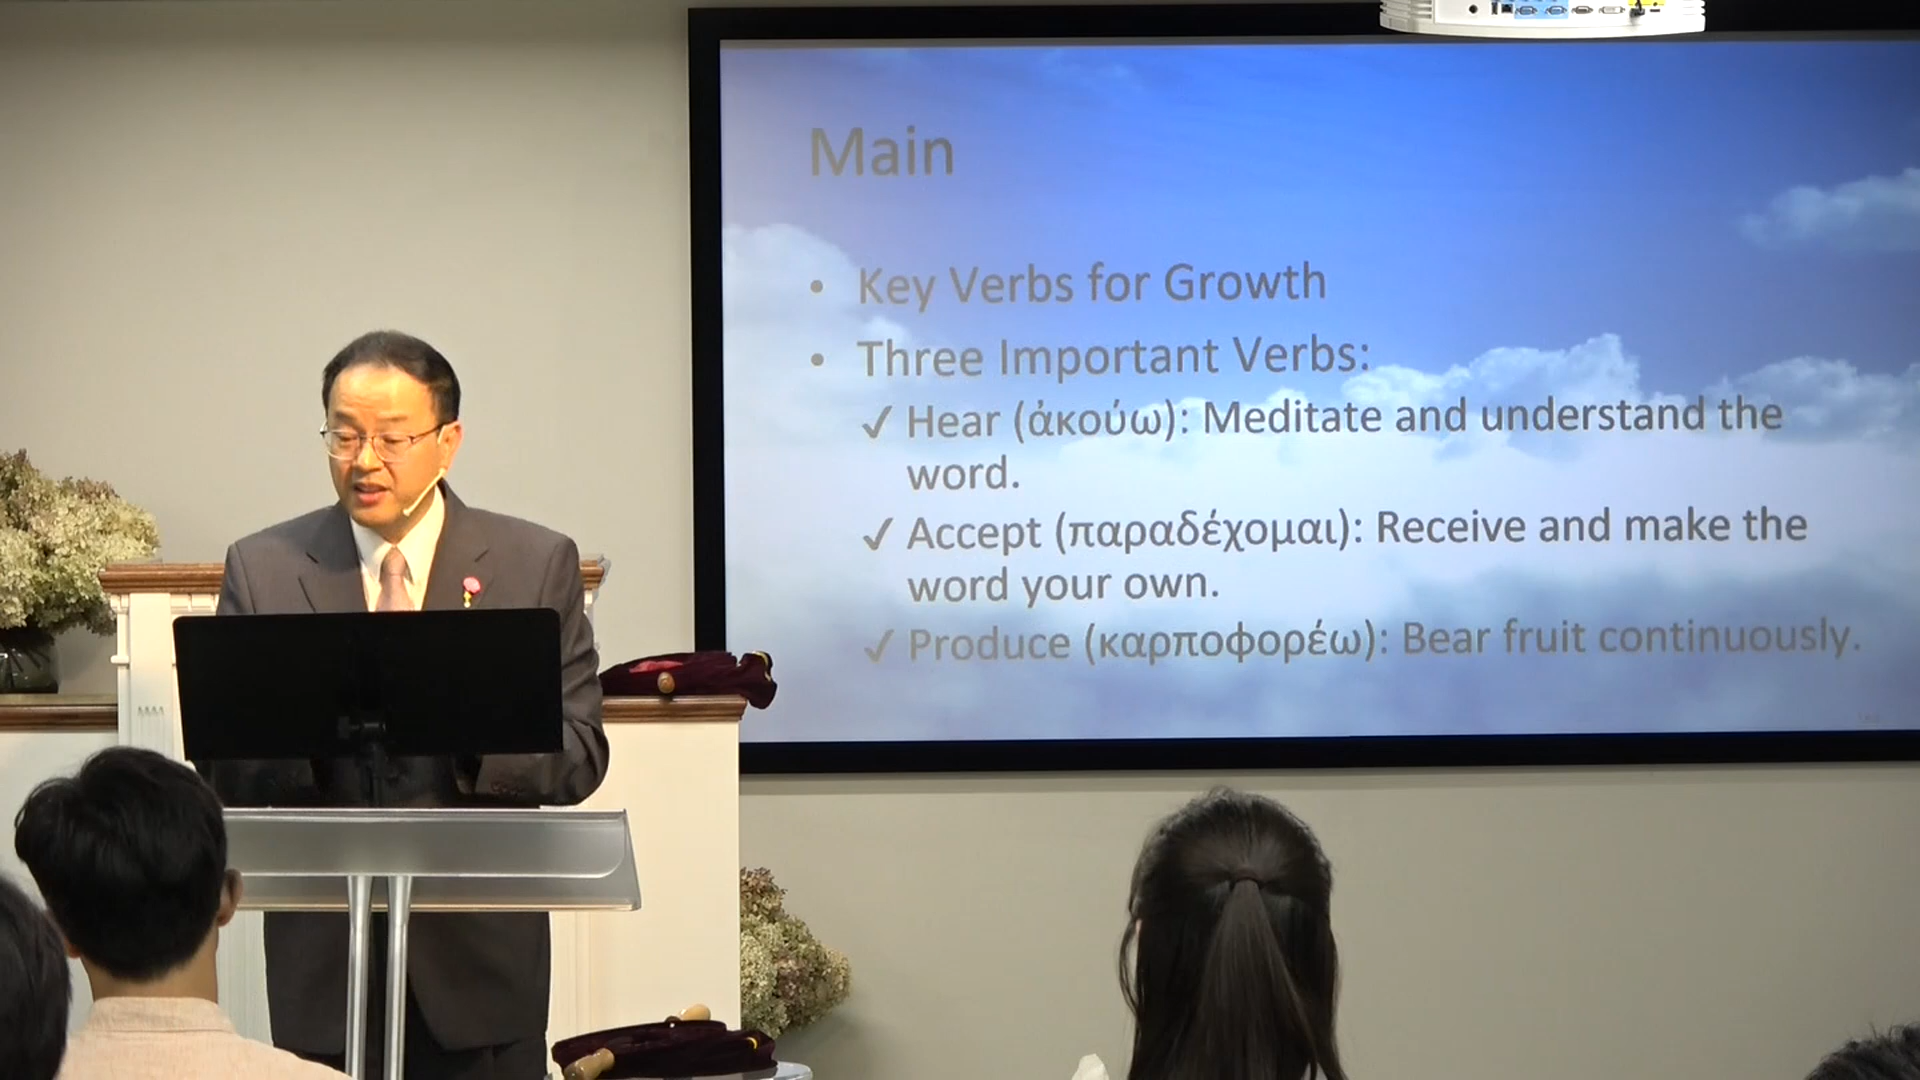 Main
• Key Verbs for Growth
• Three Important Verbs:
✓ Hear (ἀκούω): Meditate and understand the
word.
✓ Accept (παραδέχομαι): Receive and make the
word your own.
✓ Produce (καρποφορέω): Bear fruit continuously.